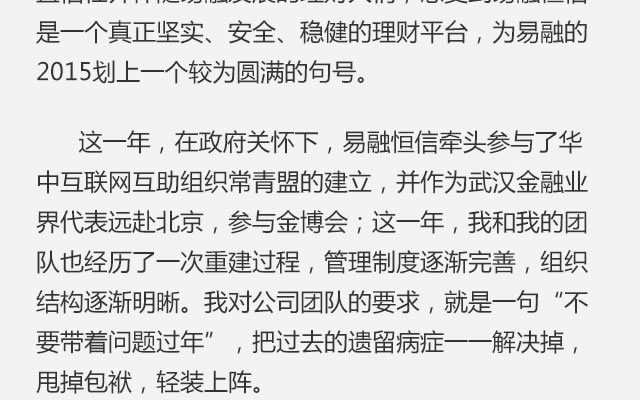 是一个真正坚实、安全、稳健的理财平台，为易融的
2015划上一个较为圆满的句号。
这一年，在政府关怀下，易融恒信牵头参与了华
中互联网互助组织常青盟的建立，并作为武汉金融业
界代表远赴北京，参与金博会；这一年，我和我的团
队也经历了一次重建过程，管理制度逐渐完善，组织
结构逐渐明晰。我对公司团队的要求，就是一句“不
要带着问题过年”，把过去的遗留病症一一解决掉，
甩掉包袱，轻装上阵。